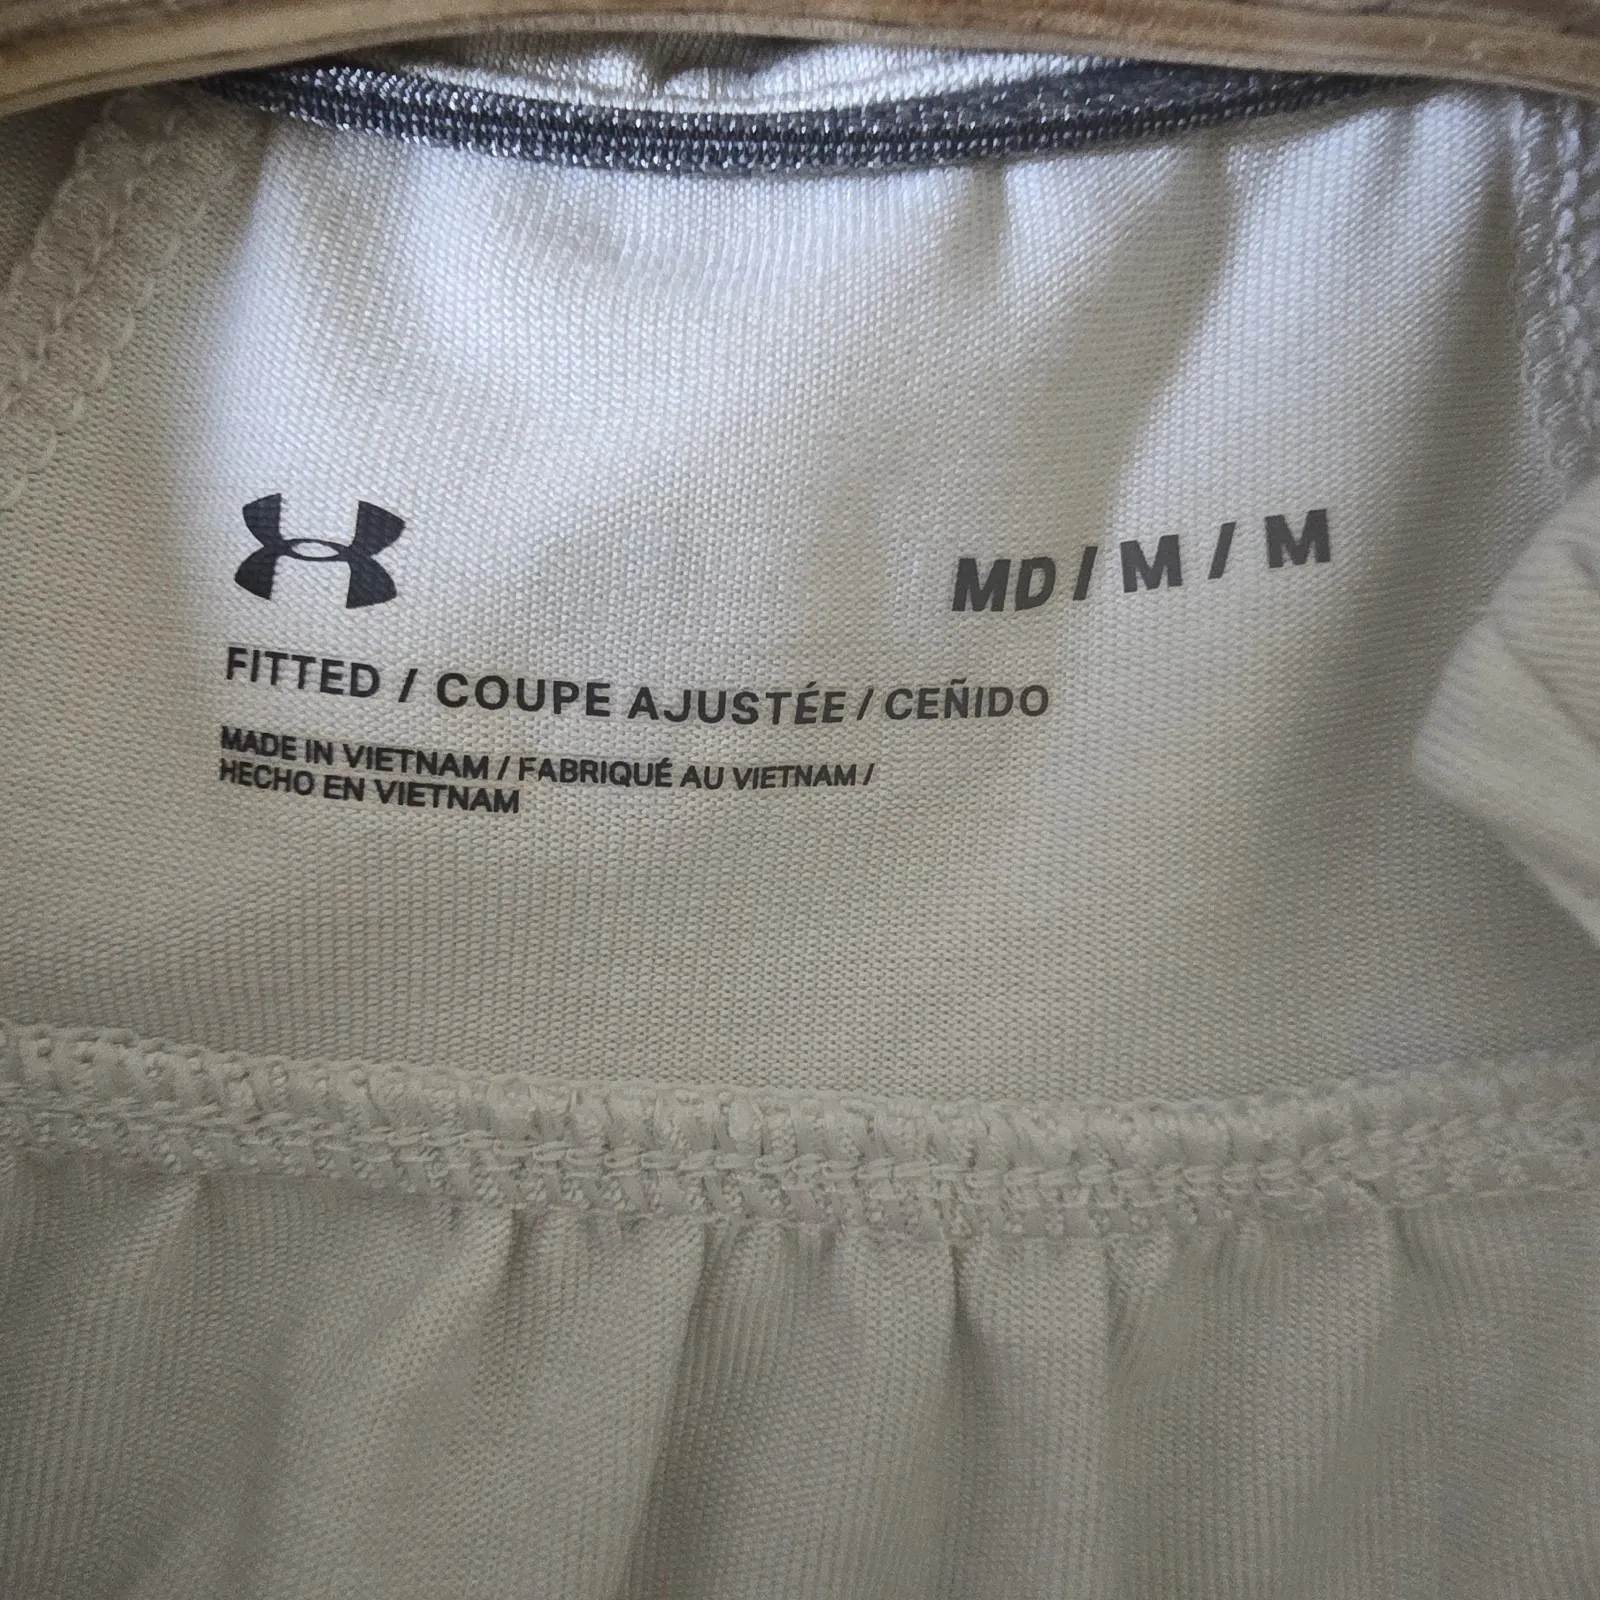 MD / M / M
FITTED / COUPE AJUSTÉE / CEÑIDO
MADE IN VIETNAM / FABRIQUÉ AU VIETNAM /
HECHO EN VIETNAM